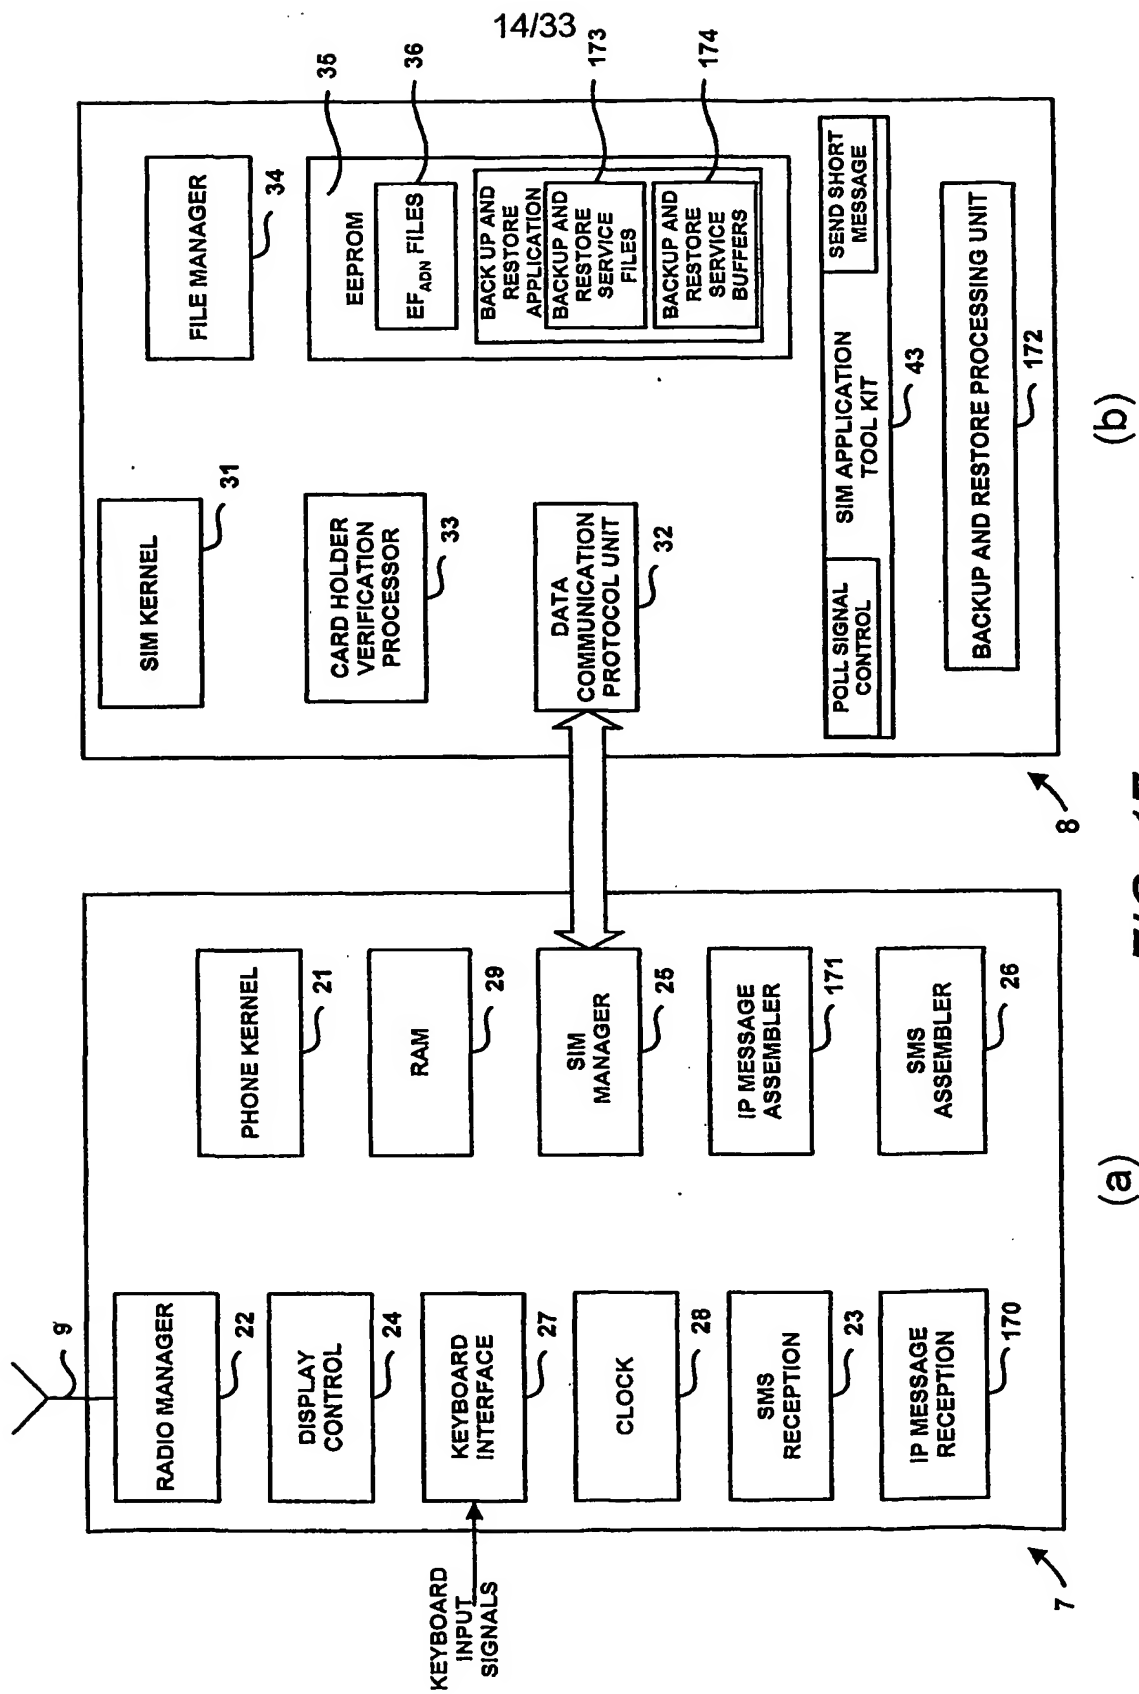 14/33
9
RADIO MANAGER
22
DISPLAY
CONTROL
24
KEYBOARD
INPUT
SIGNALS
KEYBOARD
INTERFACE
27
CLOCK
28
SMS
RECEPTION
23
IP MESSAGE
RECEPTION
170
PHONE KERNEL
21
RAM
29
SIM
MANAGER
25
IP MESSAGE
ASSEMBLER
171
SMS
ASSEMBLER
26
7
(a)
SIM KERNEL
31
CARD HOLDER
VERIFICATION
PROCESSOR
33
DATA
COMMUNICATION
PROTOCOL UNIT
32
FILE MANAGER
34
35
EEPROM
36
EFADN FILES
BACK UP AND
RESTORE
APPLICATION
173
BACKUP AND
RESTORE
SERVICE
FILES
174
BACKUP AND
RESTORE
SERVICE
BUFFERS
POLL SIGNAL
CONTROL
SIM APPLICATION
TOOL KIT
43
SEND SHORT
MESSAGE
BACKUP AND RESTORE PROCESSING UNIT
172
8
(b)